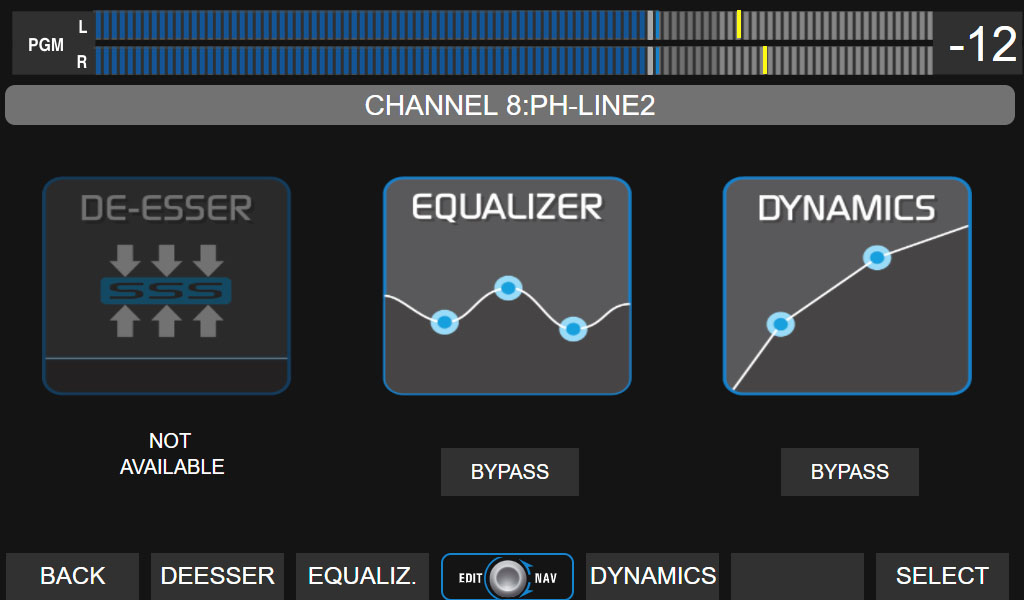 L
PGM
R
-12
CHANNEL 8:PH-LINE2
DE-ESSER
SSS
EQUALIZER
DYNAMICS
NOT
AVAILABLE
BYPASS
BYPASS
BACK
DEESSER
EQUALIZ.
EDIT NAV
DYNAMICS
SELECT